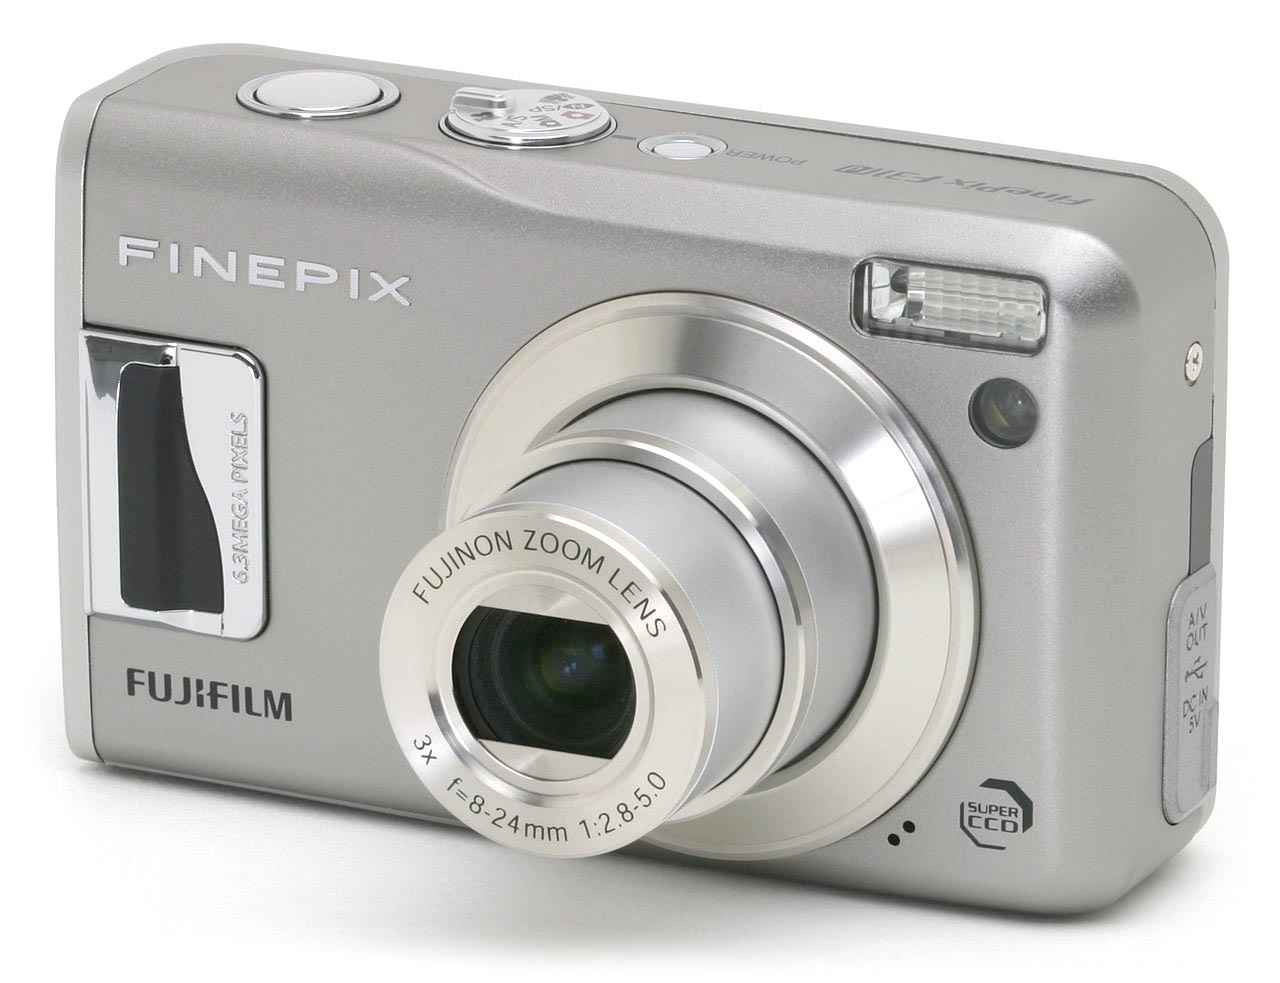 A/S
SP
POWER
FinePix F31fd
FINEPIX
6.3MEGA PIXELS
FUJINON ZOOM LENS
3x f=8-24mm 1:2.8-5.0
FUJIFILM
SUPER
CCD
A/V
OUT
DC IN
5V